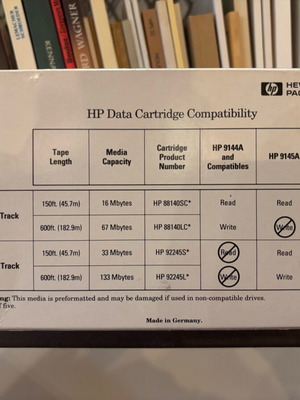 LEMACHER
SCHROEDER
WAGNER
hp HEW
PAC
HP Data Cartridge Compatibility
Tape Length Media Capacity Cartridge Product Number HP 9144A and Compatibles HP 9145A
Track 150ft. (45.7m) 16 Mbytes HP 88140SC* Read Read
600ft. (182.9m) 67 Mbytes HP 88140LC* Write Write
Track 150ft. (45.7m) 33 Mbytes HP 92245S* Read Read
600ft. (182.9m) 133 Mbytes HP 92245L* Write Write
ng: This media is preformatted and may be damaged if used in non-compatible drives.
f five.
Made in Germany.